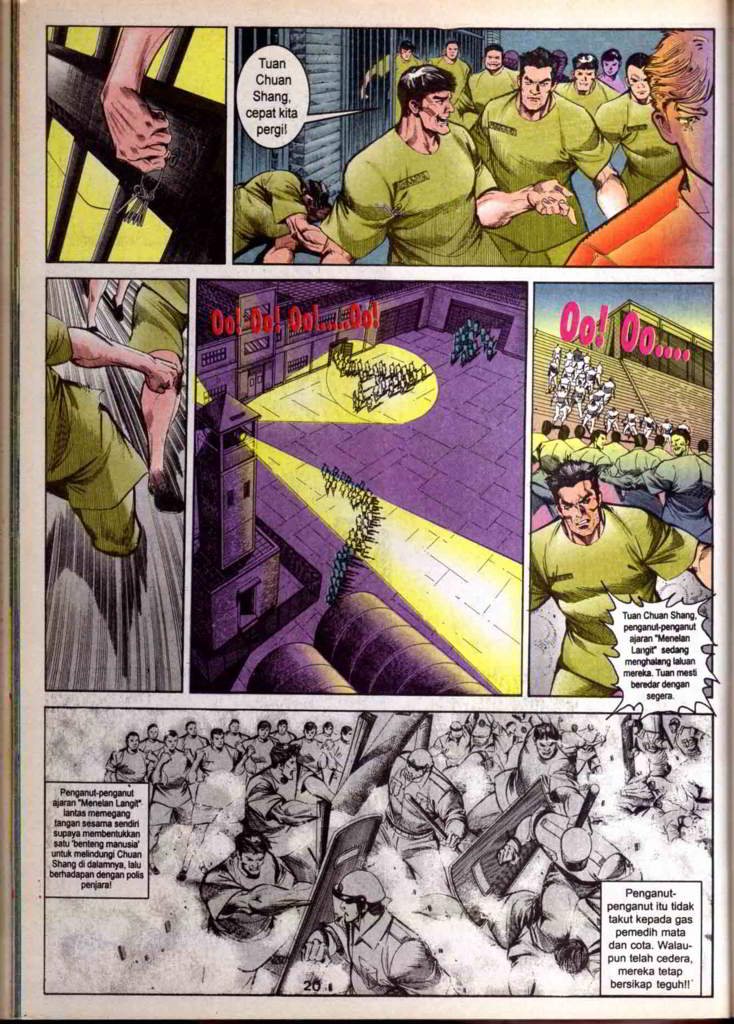 Tuan
Chuan
Shang,
cepat kita
pergi!
Oo! Oo! Oo!.....Oo!
Oo! Oo....
Tuan Chuan Shang,
penganut-penganut
ajaran "Menelan
Langit" sedang
menghalang laluan
mereka. Tuan mesti
beredar dengan
segera.
Penganut-penganut
ajaran "Menelan Langit"
lantas memegang
tangan sesama sendiri
supaya membentukkan
satu 'benteng manusia'
untuk melindungi Chuan
Shang di dalamnya, lalu
berhadapan dengan polis
penjara!
Penganut-
penganut itu tidak
takut kepada gas
pemedih mata
dan cota. Walau-
pun telah cedera,
mereka tetap
bersikap teguh!!
20